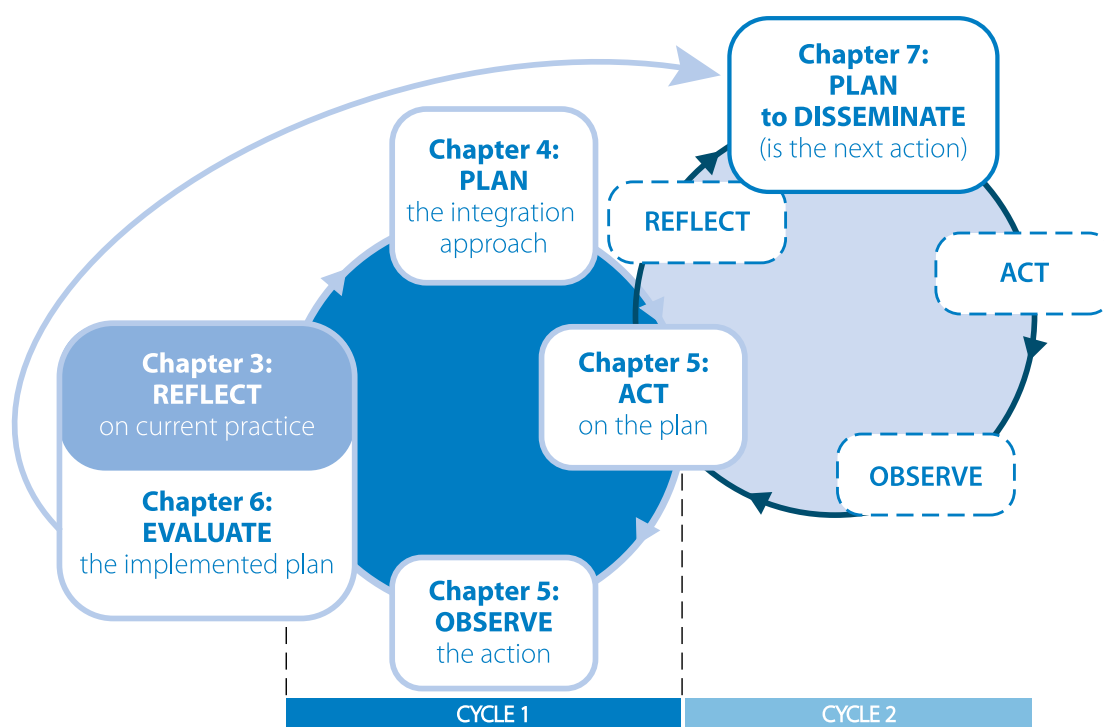 Chapter 7:
PLAN
to DISSEMINATE
(is the next action)
Chapter 4:
PLAN
the integration
approach
REFLECT
ACT
Chapter 3:
REFLECT
on current practice
Chapter 5:
ACT
on the plan
OBSERVE
Chapter 6:
EVALUATE
the implemented plan
Chapter 5:
OBSERVE
the action
CYCLE 1
CYCLE 2